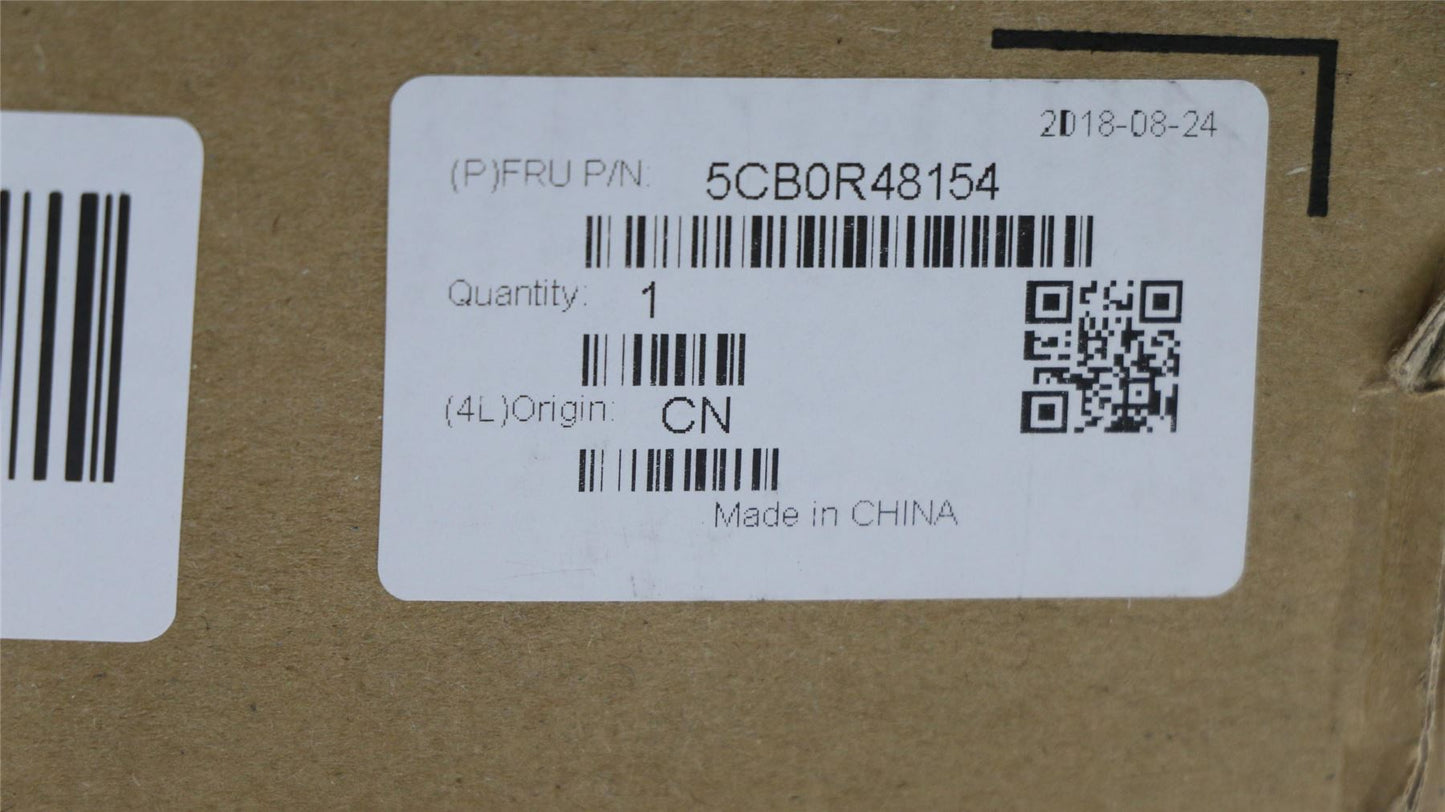 2018-08-24
(P)FRU P/N: 5CB0R48154
Quantity: 1
(4L)Origin: CN
Made in CHINA